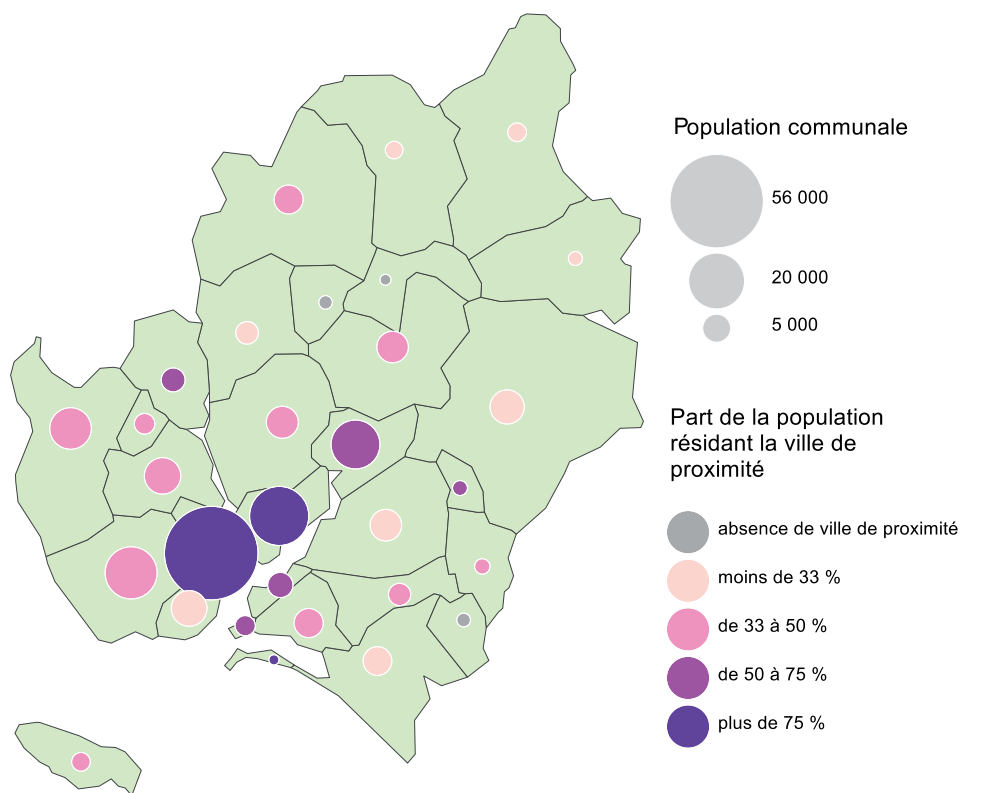 Population communale
56 000
20 000
5 000
Part de la population
résidant la ville de
proximité
absence de ville de proximité
moins de 33 %
de 33 à 50 %
de 50 à 75 %
plus de 75 %